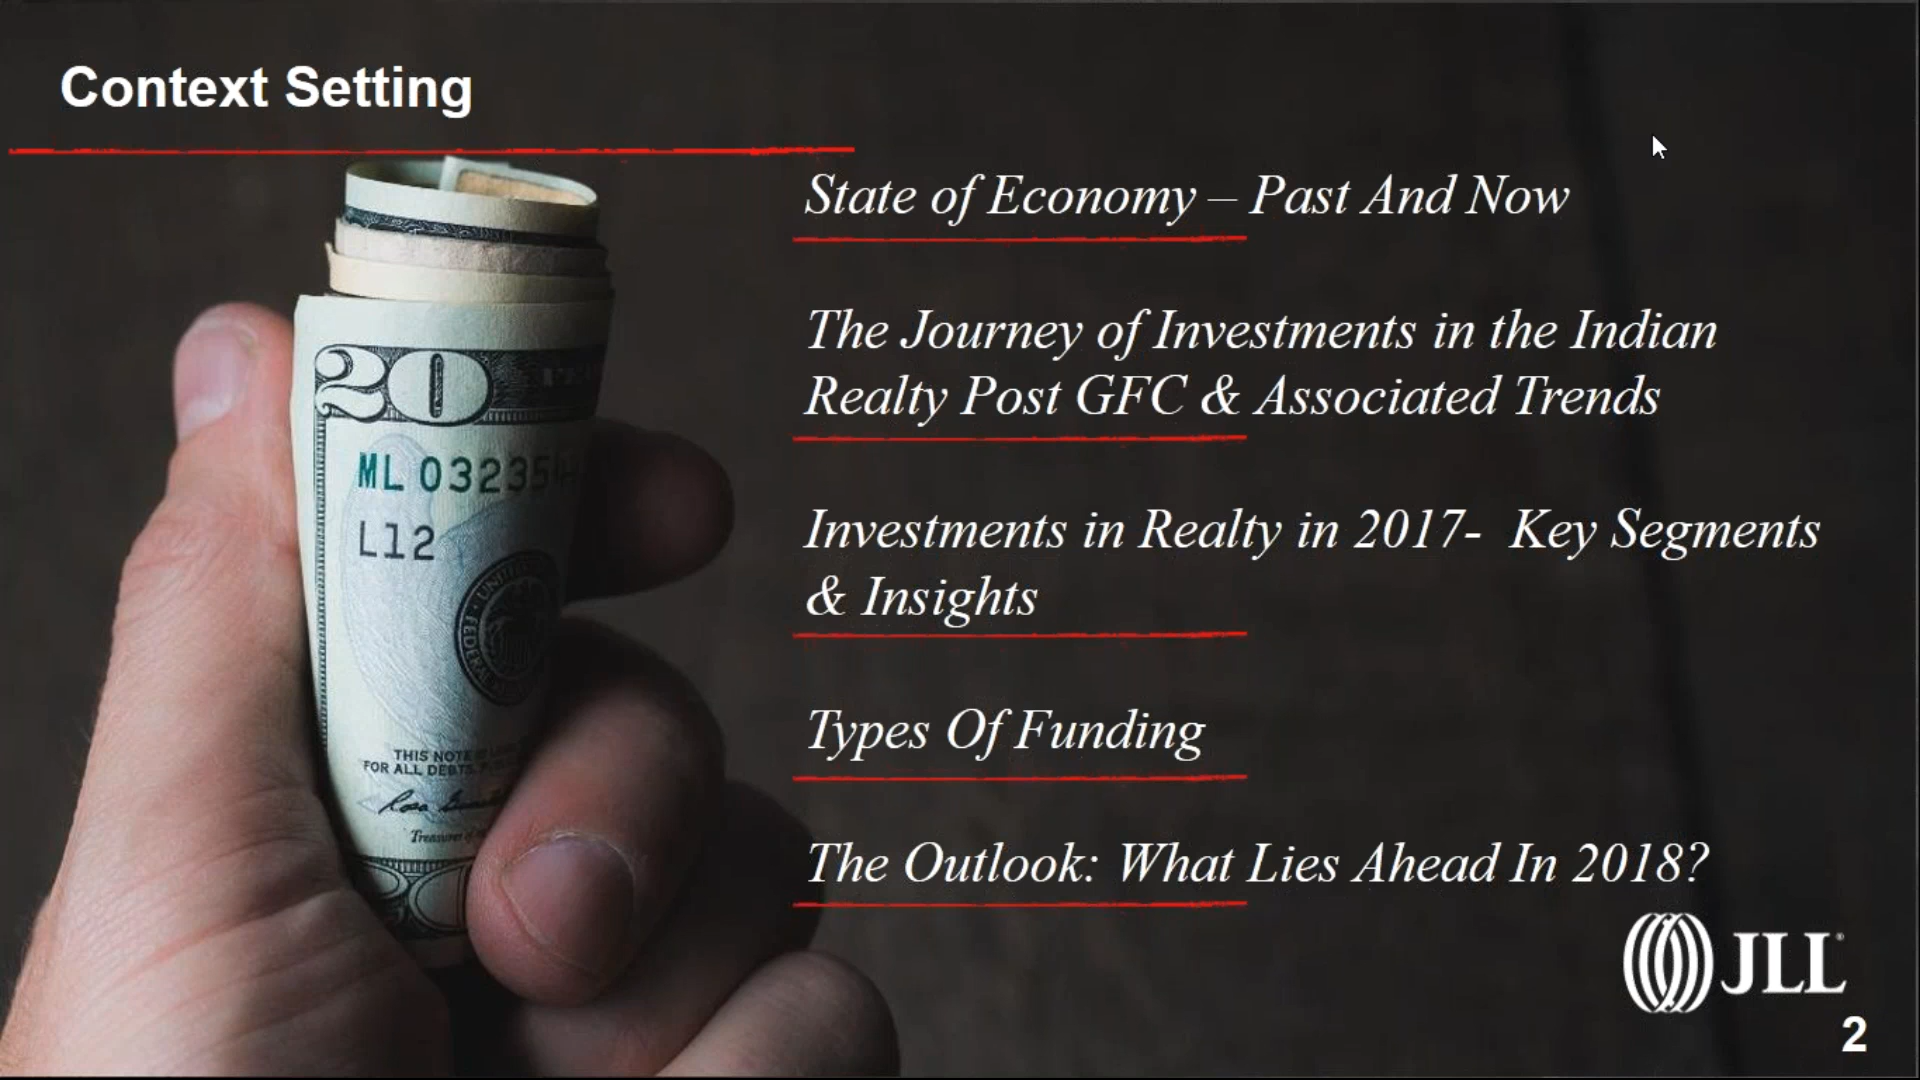 Context Setting
State of Economy – Past And Now
The Journey of Investments in the Indian
Realty Post GFC & Associated Trends
Investments in Realty in 2017- Key Segments
& Insights
Types Of Funding
The Outlook: What Lies Ahead In 2018?
20
ML 03235
L12
THIS NOTE
FOR ALL DEBTS,
JLL
2